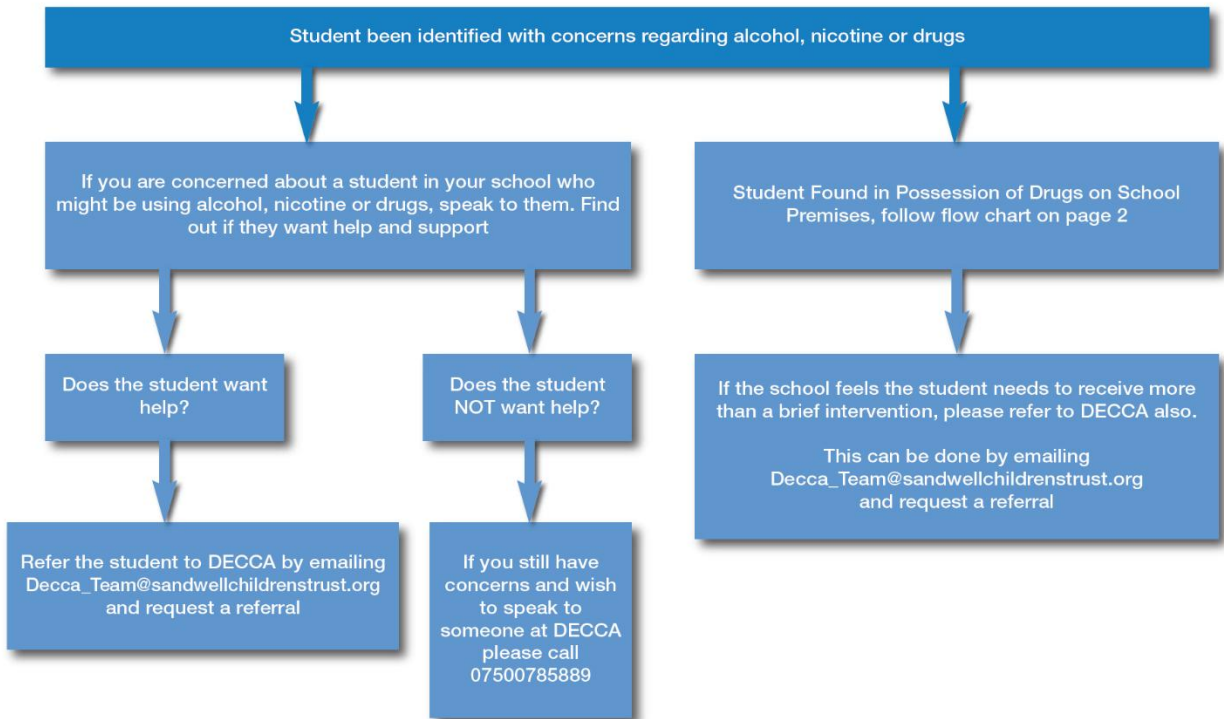 Student been identified with concerns regarding alcohol, nicotine or drugs
If you are concerned about a student in your school who
might be using alcohol, nicotine or drugs, speak to them. Find
out if they want help and support
Student Found in Possession of Drugs on School
Premises, follow flow chart on page 2
Does the student want
help?
Does the student
NOT want help?
If the school feels the student needs to receive more
than a brief intervention, please refer to DECCA also.
This can be done by emailing
Decca_Team@sandwellchildrenstrust.org
and request a referral
Refer the student to DECCA by emailing
Decca_Team@sandwellchildrenstrust.org
and request a referral
If you still have
concerns and wish
to speak to
someone at DECCA
please call
07500785889